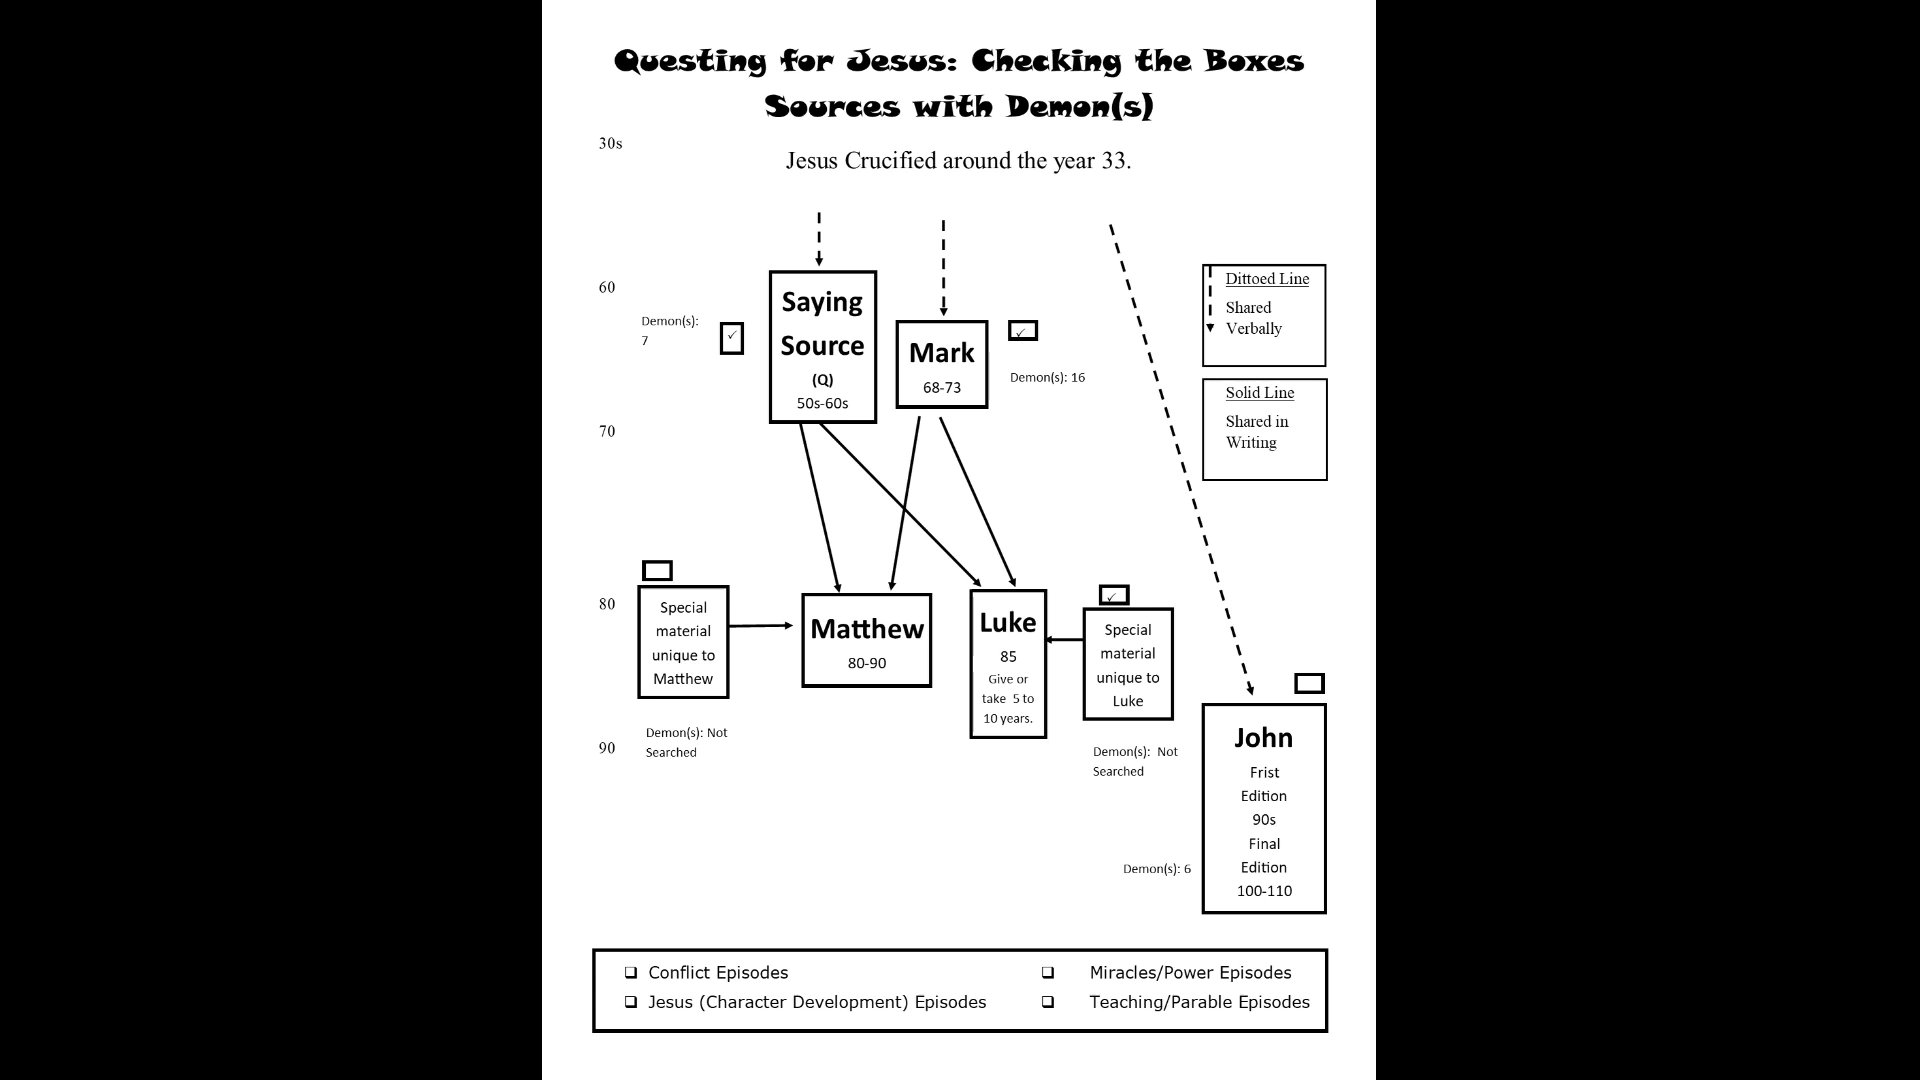 Questing for Jesus: Checking the Boxes
Sources with Demon(s)
30s
Jesus Crucified around the year 33.
60
Demon(s):
7
✓
Saying
Source
(Q)
50s-60s
Mark
68-73
✓
Demon(s): 16
Dittoed Line
Shared
Verbally
Solid Line
Shared in
Writing
70
80
Special
material
unique to
Matthew
Demon(s): Not
Searched
Matthew
80-90
Luke
85
Give or
take 5 to
10 years.
✓
Special
material
unique to
Luke
Demon(s): Not
Searched
90
John
Frist
Edition
90s
Final
Edition
100-110
Demon(s): 6
❑ Conflict Episodes
❑ Miracles/Power Episodes
❑ Jesus (Character Development) Episodes
❑ Teaching/Parable Episodes